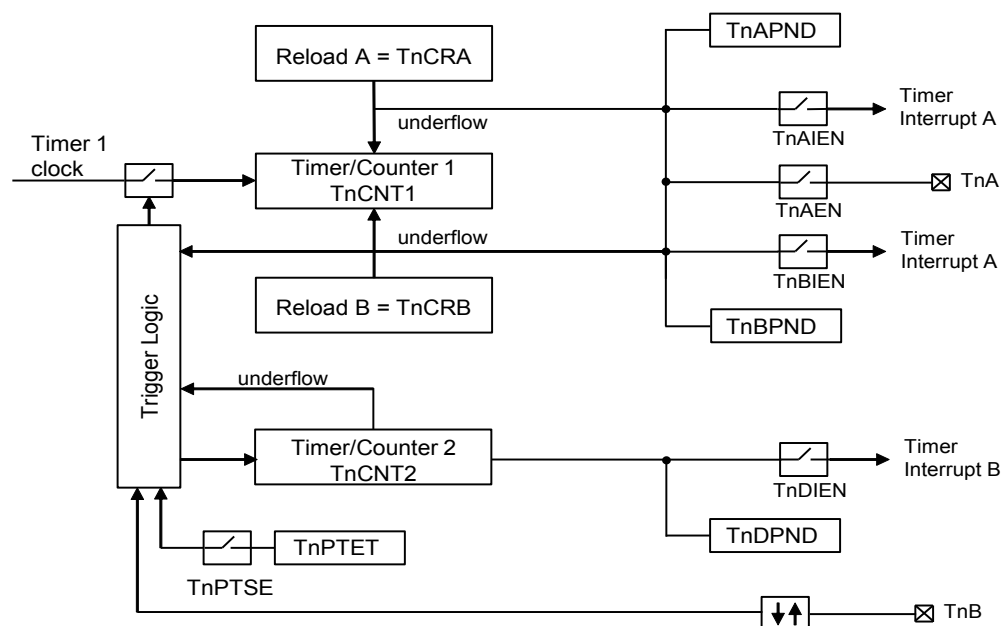 TnAPND
Reload A = TnCRA
Timer
Interrupt A
underflow
TnAIEN
Timer 1
clock
Timer/Counter 1
TnCNT1
TnA
TnAEN
underflow
Timer
Interrupt A
TnBIEN
Reload B = TnCRB
TnBPND
Trigger Logic
underflow
Timer/Counter 2
TnCNT2
Timer
Interrupt B
TnDIEN
TnPTET
TnDPND
TnPTSE
TnB